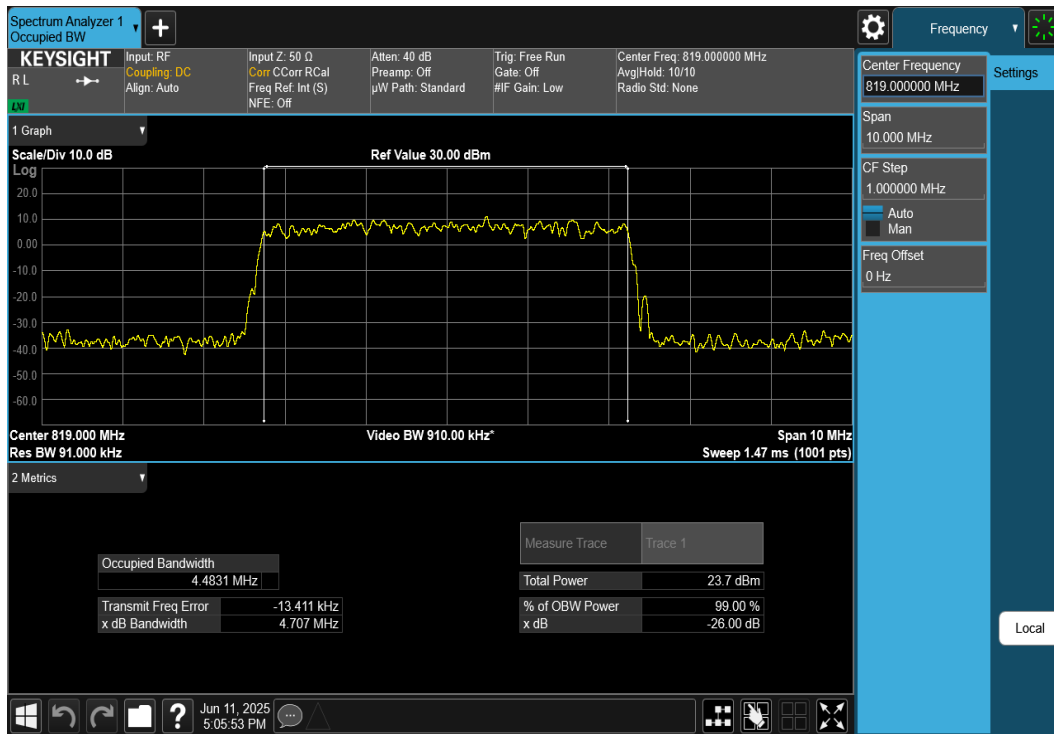 Spectrum Analyzer 1
Occupied BW
Frequency
KEYSIGHT
R L
LXI
Input: RF
Coupling: DC
Align: Auto
Input Z: 50 Ω
Corr CCorr RCal
Freq Ref: Int (S)
NFE: Off
Atten: 40 dB
Preamp: Off
µW Path: Standard
Trig: Free Run
Gate: Off
#IF Gain: Low
Center Freq: 819.000000 MHz
Avg|Hold: 10/10
Radio Std: None
Center Frequency
819.000000 MHz
Settings
Span
10.000 MHz
CF Step
1.000000 MHz
Auto
Man
Freq Offset
0 Hz
1 Graph
Scale/Div 10.0 dB
Ref Value 30.00 dBm
Log
20.0
10.0
0.00
-10.0
-20.0
-30.0
-40.0
-50.0
-60.0
Center 819.000 MHz
Video BW 910.00 kHz*
Span 10 MHz
Res BW 91.000 kHz
Sweep 1.47 ms (1001 pts)
2 Metrics
Occupied Bandwidth
4.4831 MHz
Transmit Freq Error -13.411 kHz
x dB Bandwidth 4.707 MHz
Measure Trace Trace 1
Total Power 23.7 dBm
% of OBW Power 99.00 %
x dB -26.00 dB
Local
?
Jun 11, 2025
5:05:53 PM